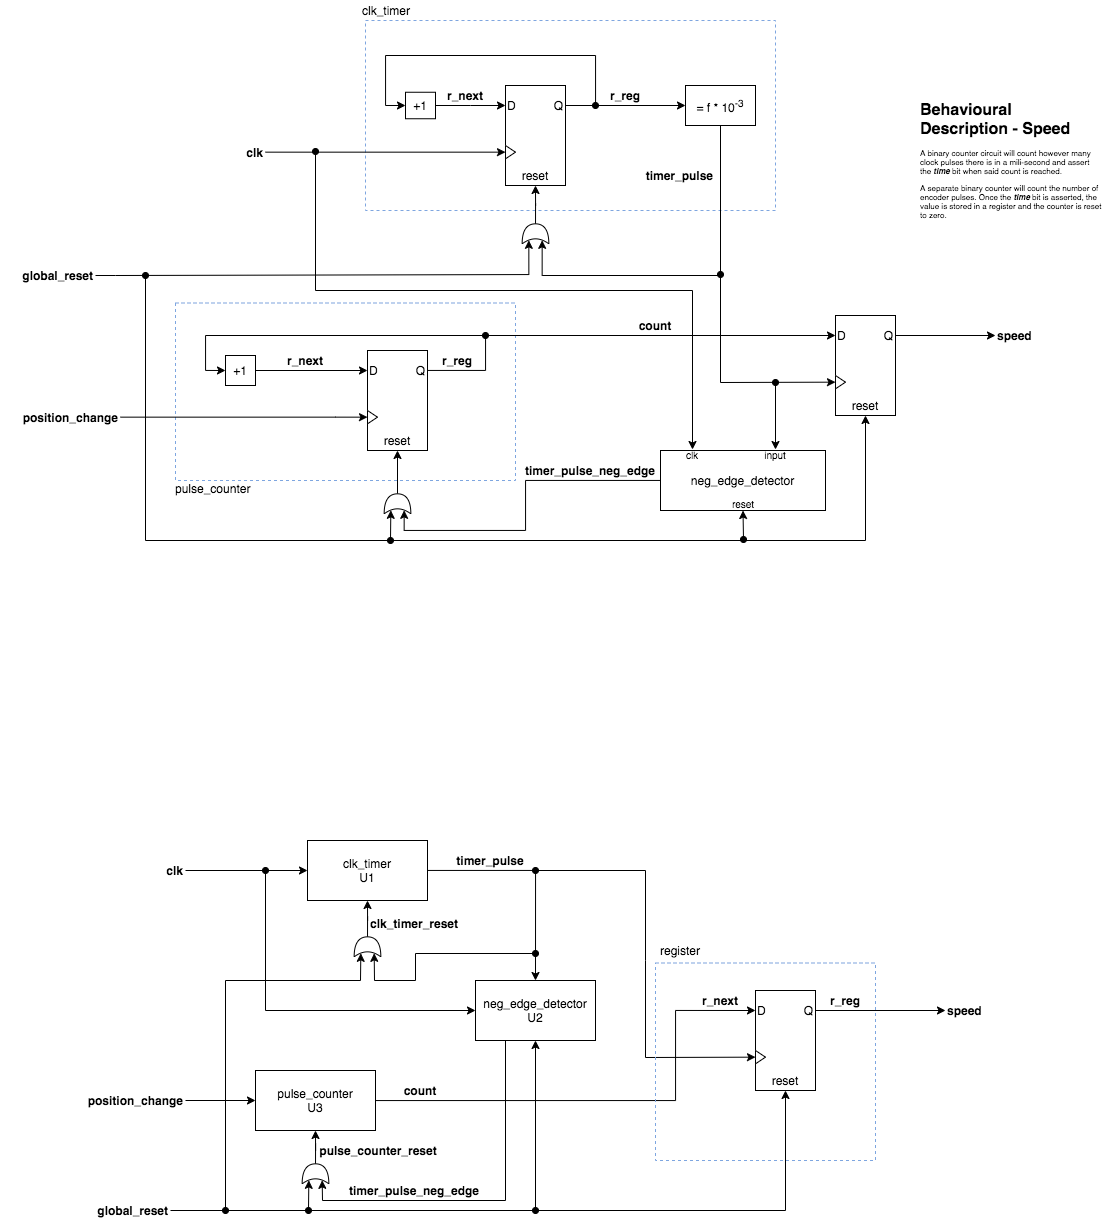 clk_timer
+1
r_next
D
Q
r_reg
= f * 10-3
clk
reset
timer_pulse
Behavioural
Description - Speed
A binary counter circuit will count however many
clock pulses there is in a mili-second and assert
the time bit when said count is reached.
A separate binary counter will count the number of
encoder pulses. Once the time bit is asserted, the
value is stored in a register and the counter is reset
to zero.
global_reset
count
D
Q
speed
+1
r_next
D
Q
r_reg
reset
position_change
reset
clk
input
timer_pulse_neg_edge
neg_edge_detector
reset
pulse_counter
clk
clk_timer
U1
timer_pulse
clk_timer_reset
register
neg_edge_detector
U2
r_next
D
Q
r_reg
speed
reset
position_change
pulse_counter
U3
count
pulse_counter_reset
timer_pulse_neg_edge
global_reset